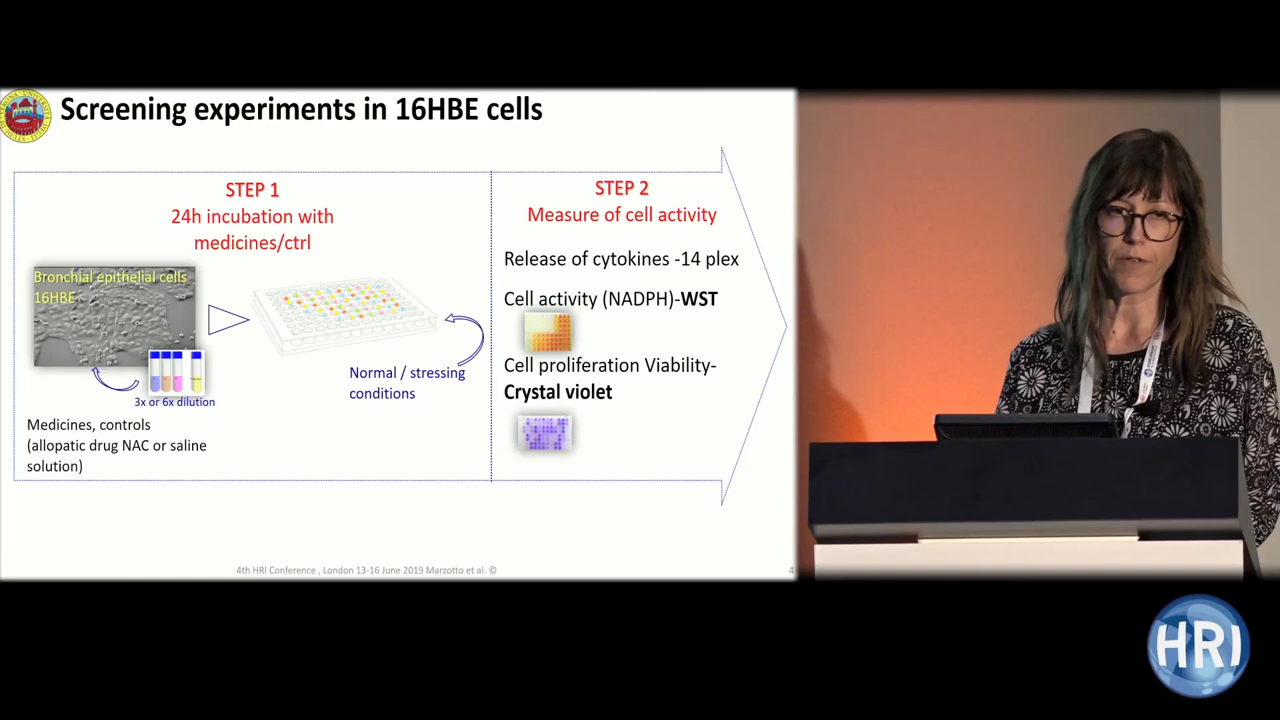 Screening experiments in 16HBE cells
STEP 1
24h incubation with
medicines/ctrl
Bronchial epithelial cells
16HBE
3x or 6x dilution
Medicines, controls
(allopatic drug NAC or saline
solution)
Normal / stressing
conditions
STEP 2
Measure of cell activity
Release of cytokines -14 plex
Cell activity (NADPH)-WST
Cell proliferation Viability-
Crystal violet
4th HRI Conference , London 13-16 June 2019 Marzotto et al. ©
4
HRI